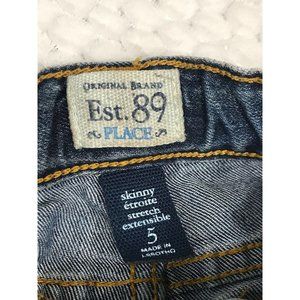 ORIGINAL BRAND
Est. 89
PLACE
skinny
étroite
stretch
extensible
5
MADE IN
LESOTHO